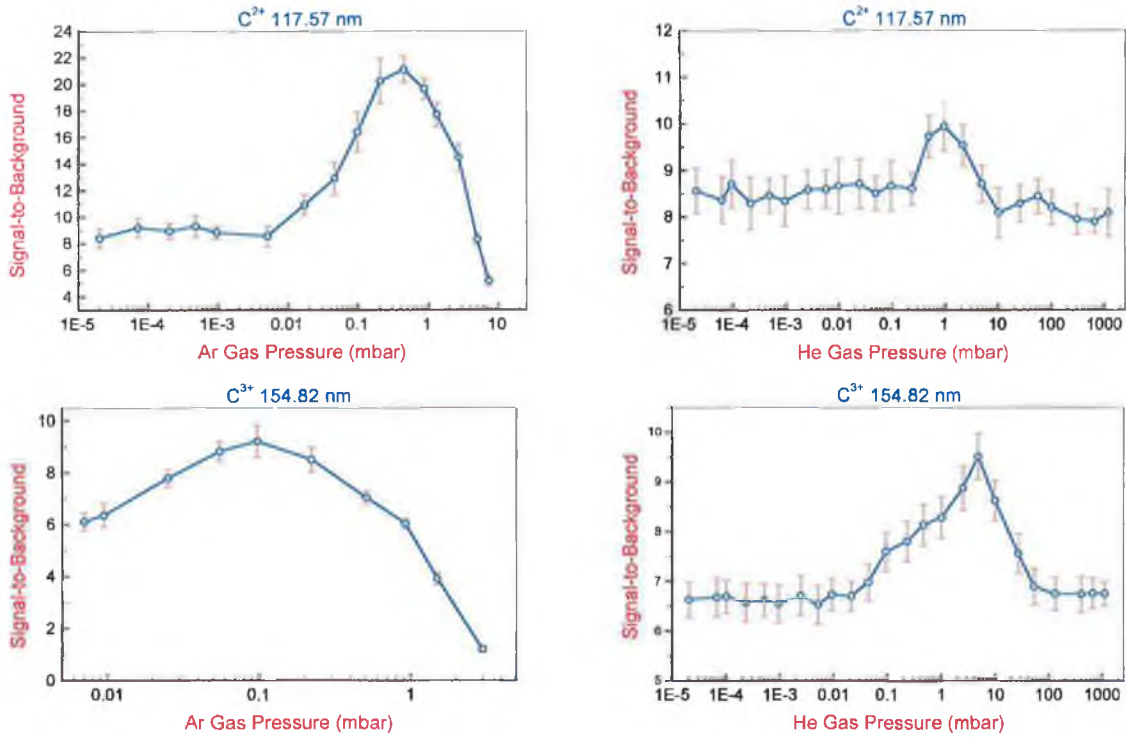 C²⁺ 117.57 nm
24
22
20
18
16
14
12
10
8
6
4
Signal-to-Background
1E-5 1E-4 1E-3 0.01 0.1 1 10
Ar Gas Pressure (mbar)
C²⁺ 117.57 nm
12
11
10
9
8
7
6
Signal-to-Background
1E-5 1E-4 1E-3 0.01 0.1 1 10 100 1000
He Gas Pressure (mbar)
C³⁺ 154.82 nm
10
8
6
4
2
0
Signal-to-Background
0.01 0.1 1
Ar Gas Pressure (mbar)
C³⁺ 154.82 nm
10
9
8
7
6
5
Signal-to-Background
1E-5 1E-4 1E-3 0.01 0.1 1 10 100 1000
He Gas Pressure (mbar)